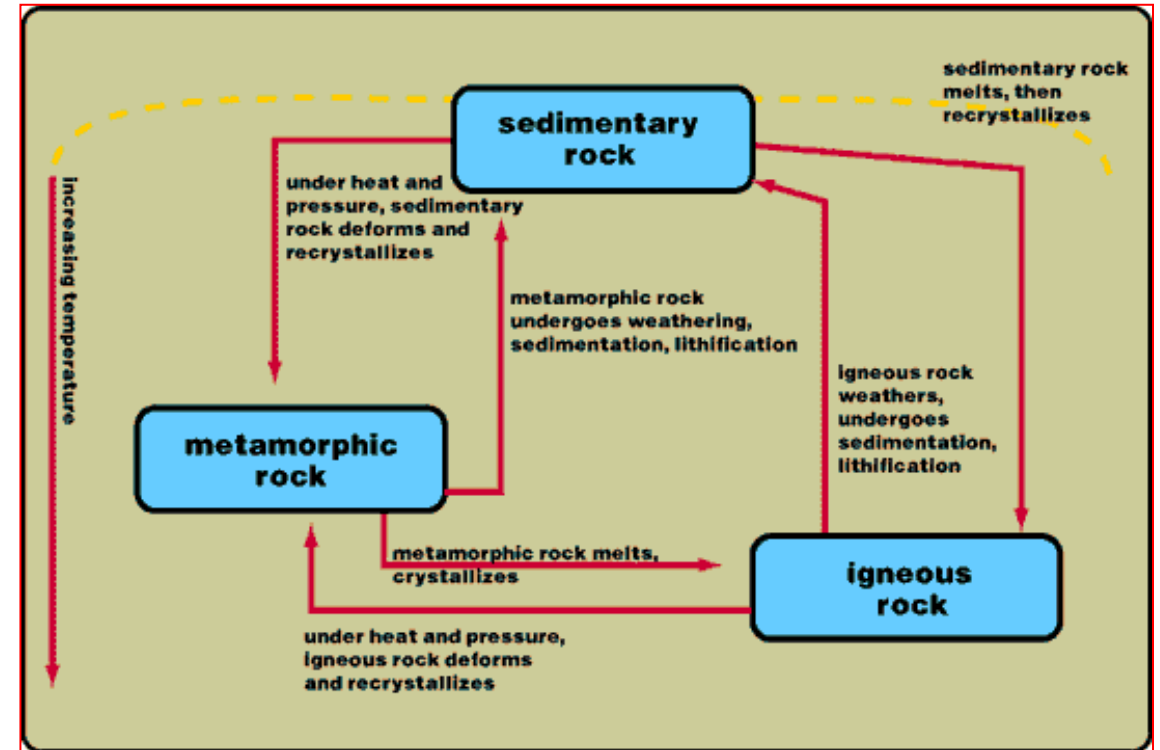 sedimentary rock
melts, then
recrystallizes
sedimentary
rock
under heat and
pressure, sedimentary
rock deforms and
recrystallizes
increasing temperature
metamorphic rock
undergoes weathering,
sedimentation, lithification
igneous rock
weathers,
undergoes
sedimentation,
lithification
metamorphic
rock
metamorphic rock melts,
crystallizes
igneous
rock
under heat and pressure,
igneous rock deforms
and recrystallizes